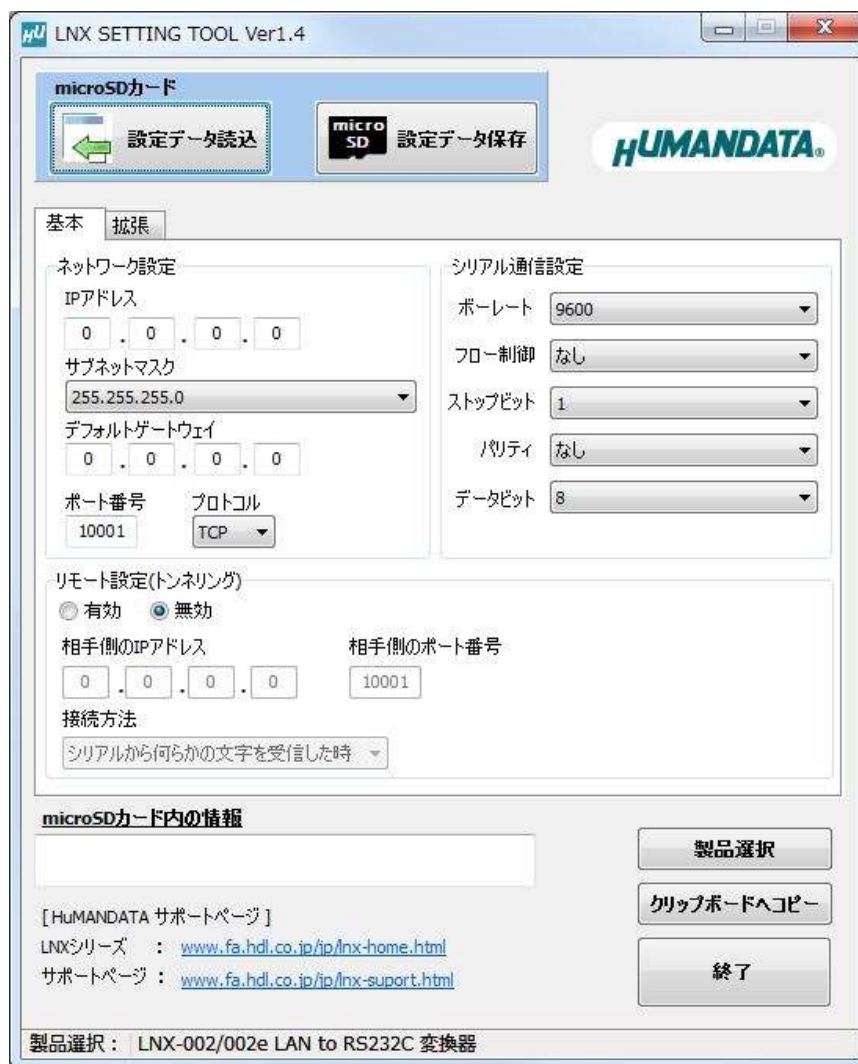 HU LNX SETTING TOOL Ver1.4
microSDカード
設定データ読込
micro SD 設定データ保存
HUMANDATA®
基本 拡張
ネットワーク設定
IPアドレス
0 . 0 . 0 . 0
サブネットマスク
255.255.255.0
デフォルトゲートウェイ
0 . 0 . 0 . 0
ポート番号 プロトコル
10001 TCP
シリアル通信設定
ボーレート 9600
フロー制御 なし
ストップビット 1
パリティ なし
データビット 8
リモート設定(トンネリング)
有効 無効
相手側のIPアドレス 相手側のポート番号
0 . 0 . 0 . 0 10001
接続方法
シリアルから何らかの文字を受信した時
microSDカード内の情報
[ HuMANDATA サポートページ ]
LNXシリーズ : www.fa.hdl.co.jp/jp/lnx-home.html
サポートページ : www.fa.hdl.co.jp/jp/lnx-suport.html
製品選択
クリップボードへコピー
終了
製品選択 : LNX-002/002e LAN to RS232C 変換器